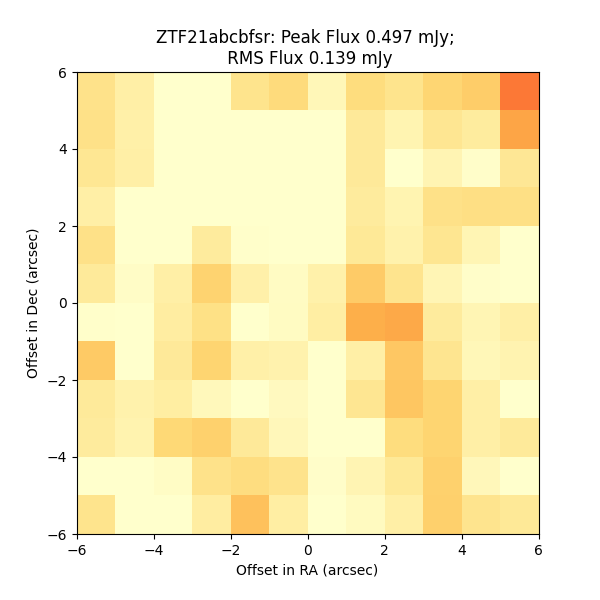 ZTF21abcbfsr: Peak Flux 0.497 mJy;
RMS Flux 0.139 mJy
6
4
2
0
−2
−4
−6
Offset in Dec (arcsec)
−6 −4 −2 0 2 4 6
Offset in RA (arcsec)